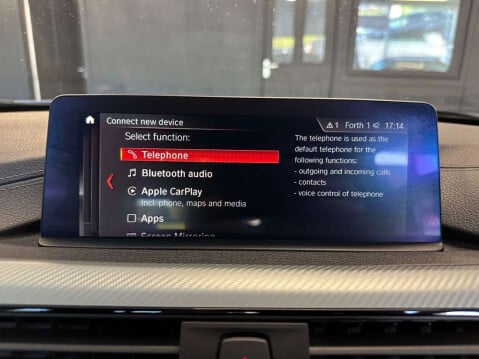 Connect new device
1 Forth 1 17:14
Select function:
Telephone
Bluetooth audio
Apple CarPlay
Incl. phone, maps and media
Apps
Screen Mirroring
The telephone is used as the
default telephone for the
following functions:
- outgoing and incoming calls
- contacts
- voice control of telephone